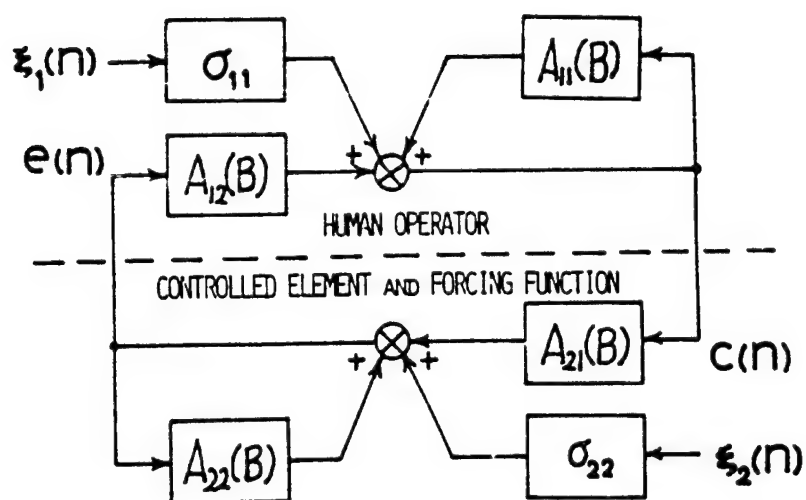 ξ₁(n)
σ₁₁
A₁₁(B)
e(n)
A₁₂(B)
+ +
HUMAN OPERATOR
CONTROLLED ELEMENT AND FORCING FUNCTION
+ +
A₂₁(B)
c(n)
A₂₂(B)
σ₂₂
ξ₂(n)